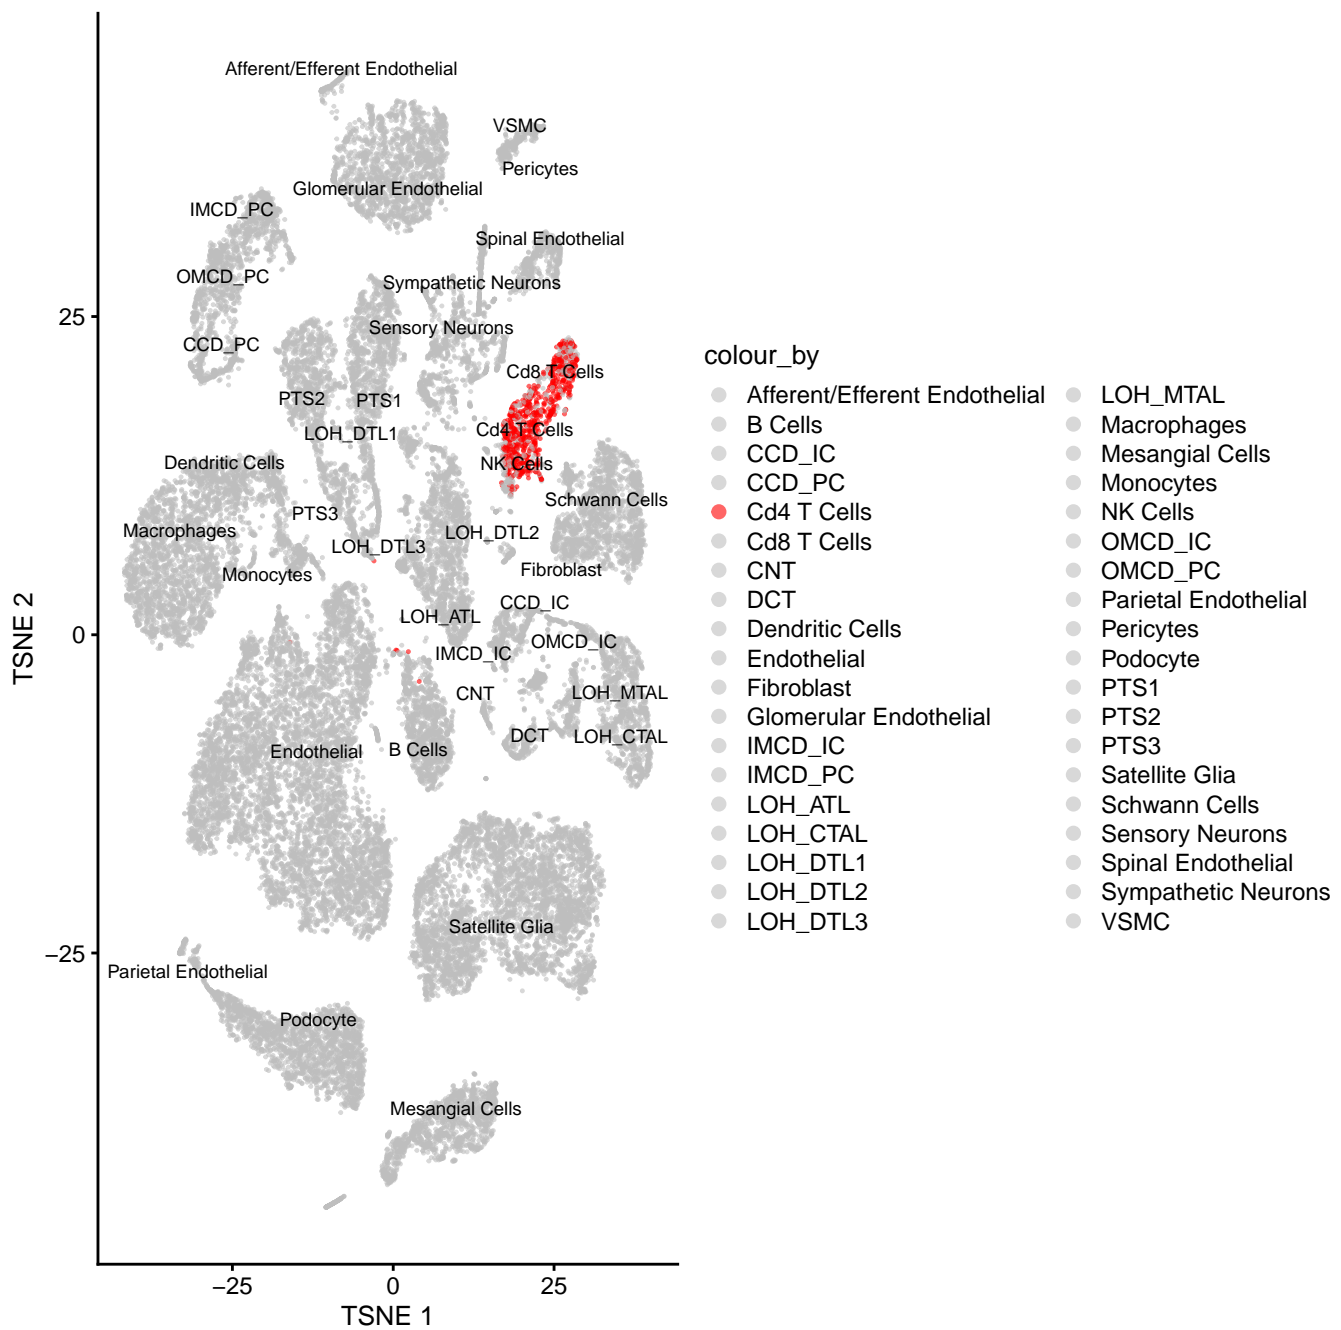 Afferent/Efferent Endothelial
VSMC
Pericytes
Glomerular Endothelial
IMCD_PC
Spinal Endothelial
OMCD_PC
Sympathetic Neurons
25
Sensory Neurons
CCD_PC
Cd8 T Cells
PTS2
PTS1
LOH_DTL1
Cd4 T Cells
Dendritic Cells
NK Cells
Schwann Cells
PTS3
Macrophages
LOH_DTL2
LOH_DTL3
Monocytes
Fibroblast
CCD_IC
LOH_ATL
0
OMCD_IC
IMCD_IC
CNT
LOH_MTAL
DCT
LOH_CTAL
B Cells
Endothelial
Satellite Glia
−25
Parietal Endothelial
Podocyte
Mesangial Cells
−25
0
25
TSNE 1
TSNE 2
colour_by
Afferent/Efferent Endothelial
B Cells
CCD_IC
CCD_PC
Cd4 T Cells
Cd8 T Cells
CNT
DCT
Dendritic Cells
Endothelial
Fibroblast
Glomerular Endothelial
IMCD_IC
IMCD_PC
LOH_ATL
LOH_CTAL
LOH_DTL1
LOH_DTL2
LOH_DTL3
LOH_MTAL
Macrophages
Mesangial Cells
Monocytes
NK Cells
OMCD_IC
OMCD_PC
Parietal Endothelial
Pericytes
Podocyte
PTS1
PTS2
PTS3
Satellite Glia
Schwann Cells
Sensory Neurons
Spinal Endothelial
Sympathetic Neurons
VSMC